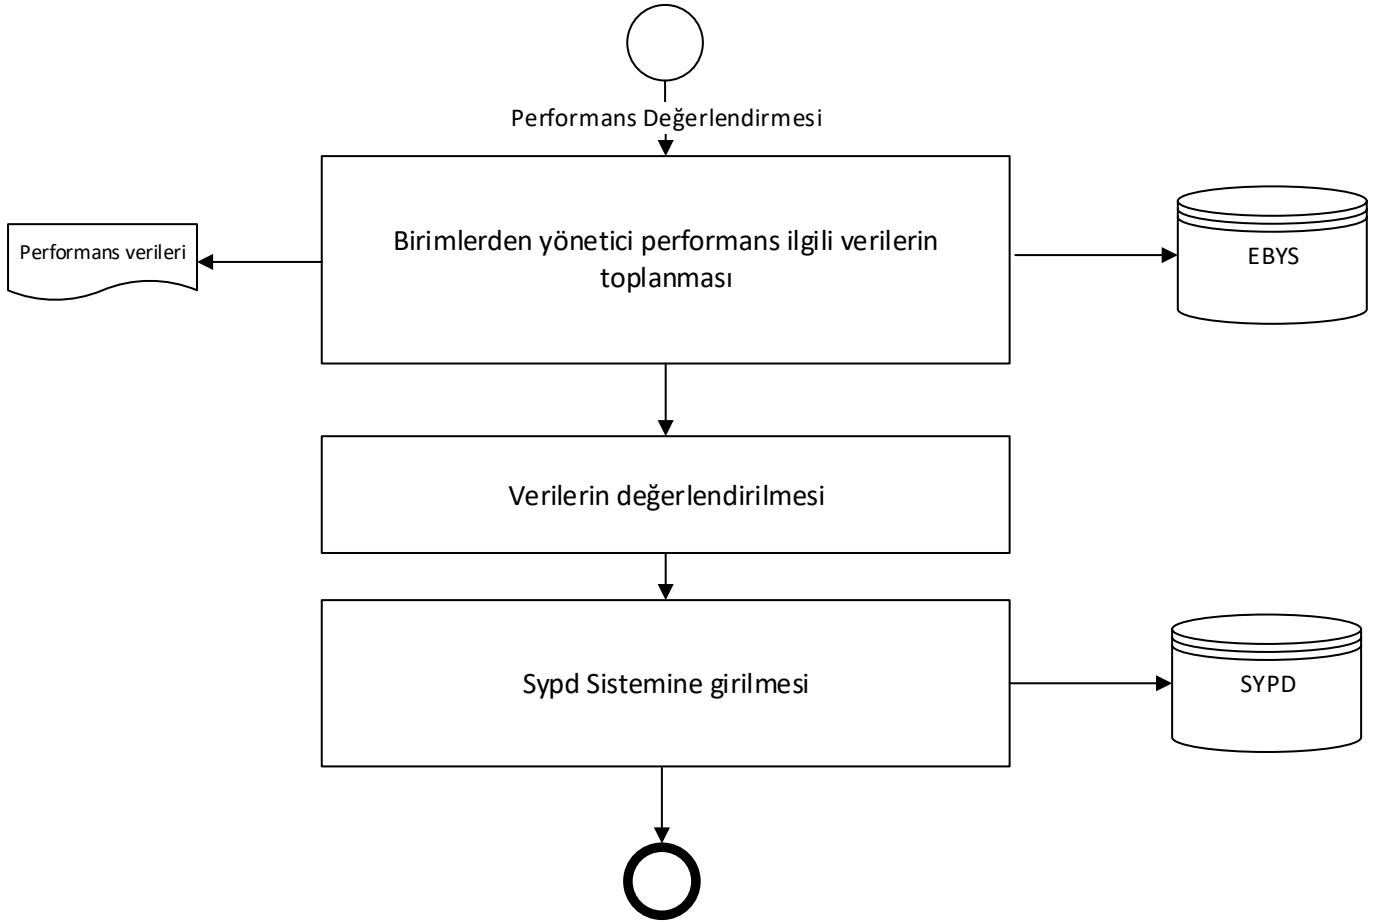 Performans Değerlendirmesi
Birimlerden yönetici performans ilgili verilerin
toplanması
Performans verileri
EBYS
Verilerin değerlendirilmesi
Sypd Sistemine girilmesi
SYPD